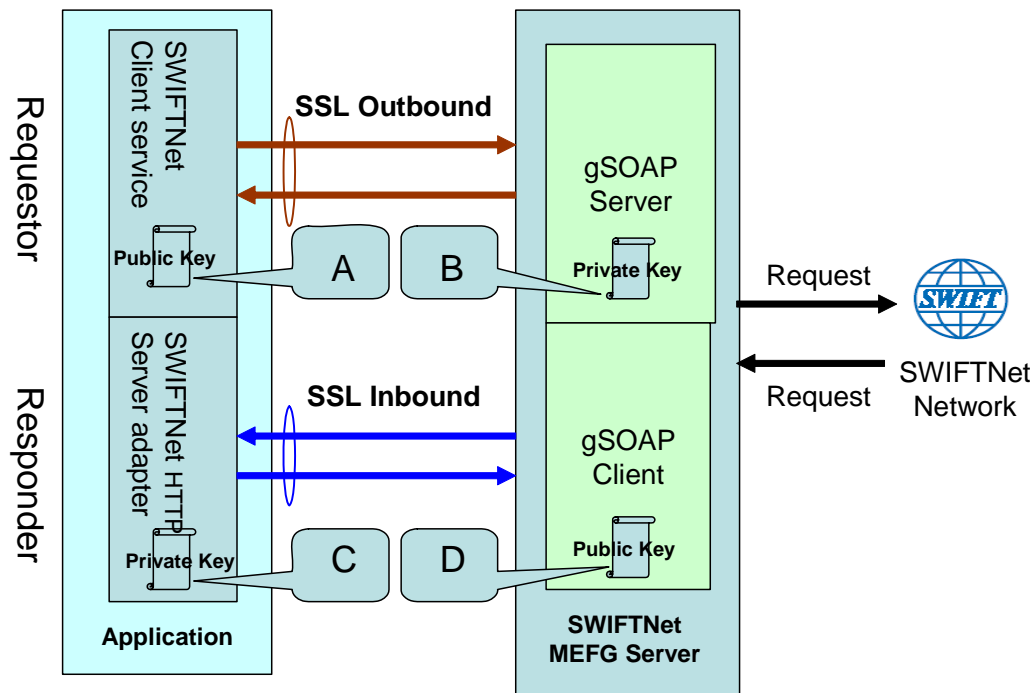 Requestor
SWIFTNet
Client service
Public Key
SSL Outbound
A
B
gSOAP
Server
Private Key
Request
SWIFT
Request
SWIFTNet
Network
Responder
SWIFTNet HTTP
Server adapter
Private Key
SSL Inbound
C
D
gSOAP
Client
Public Key
Application
SWIFTNet
MEFG Server